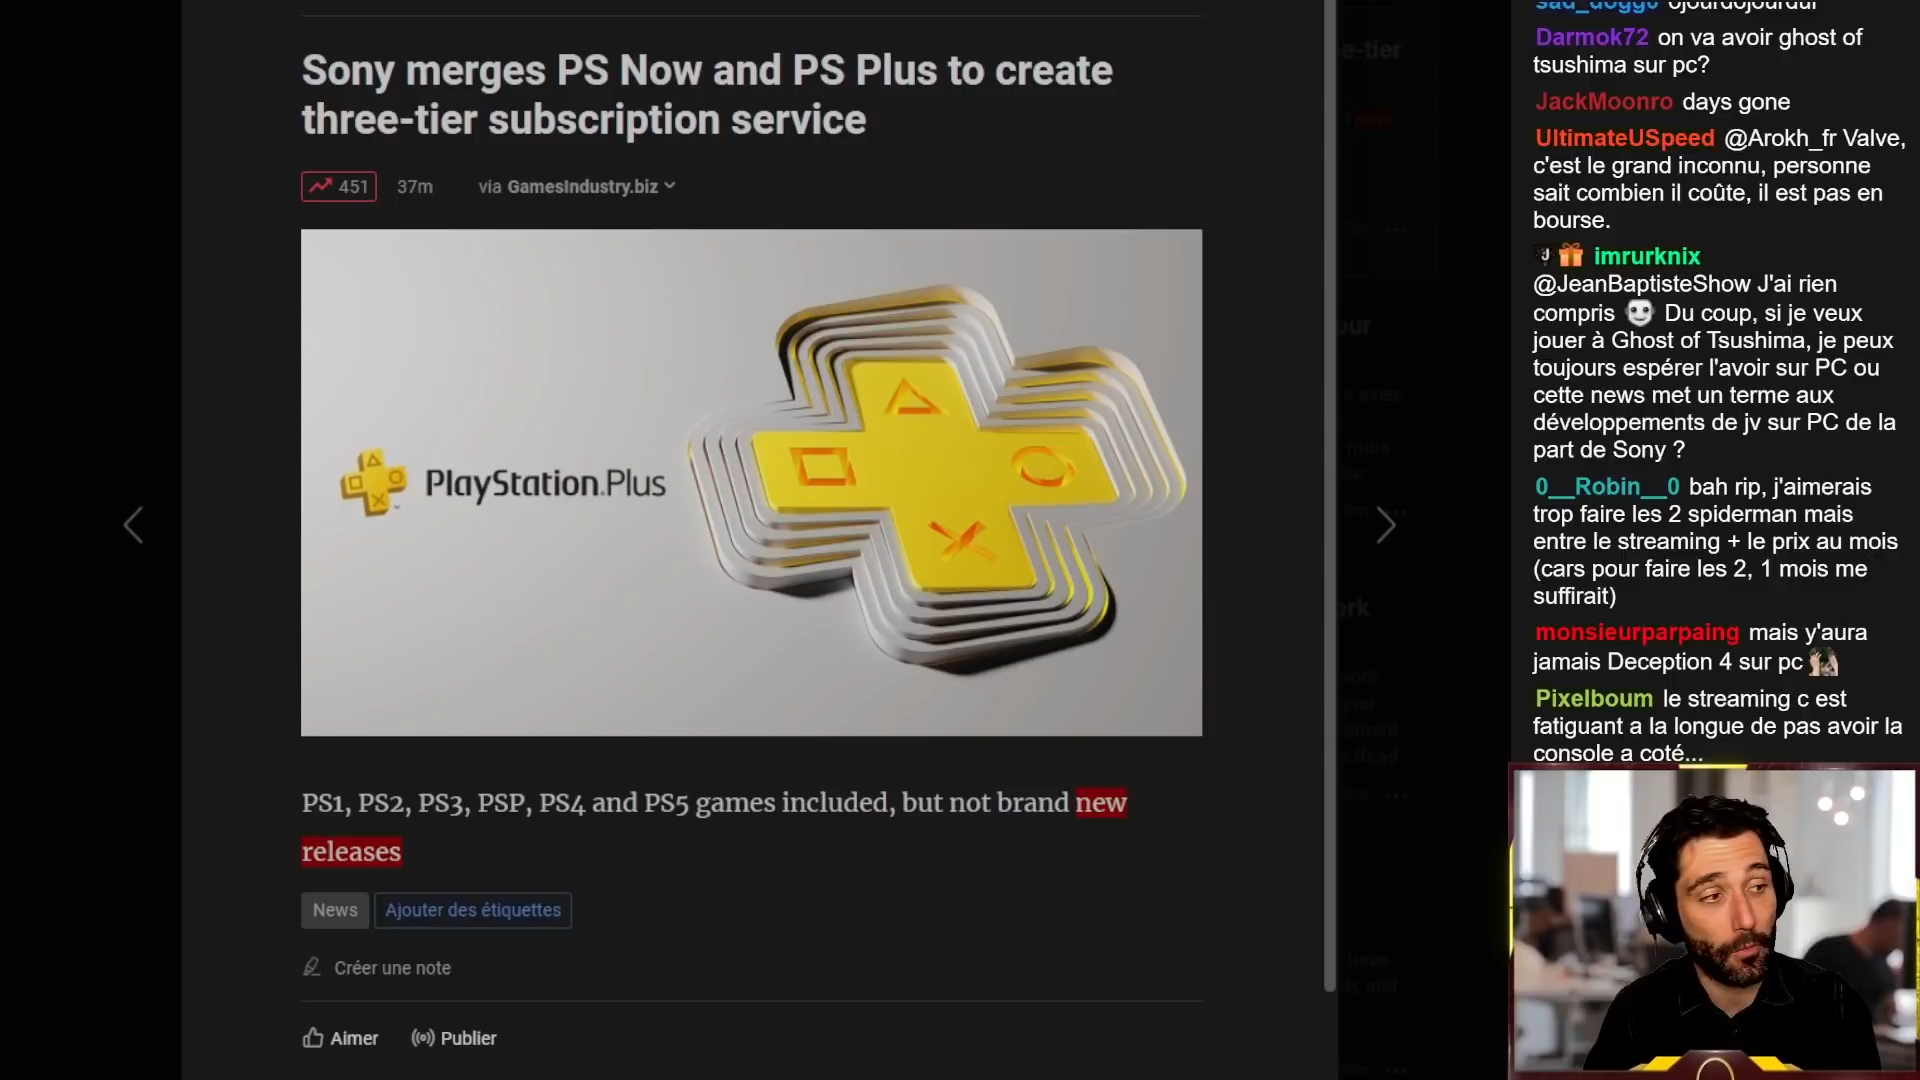 Sony merges PS Now and PS Plus to create
three-tier subscription service
451
37m
via GamesIndustry.biz
PlayStation.Plus
PS1, PS2, PS3, PSP, PS4 and PS5 games included, but not brand new
releases
News
Ajouter des étiquettes
Créer une note
Aimer
Publier
e-tier
new
Darmok72 on va avoir ghost of
tsushima sur pc?
JackMoonro days gone
UltimateUSpeed @Arokh_fr Valve,
c'est le grand inconnu, personne
sait combien il coûte, il est pas en
bourse.
imrurknix
@JeanBaptisteShow J'ai rien
compris Du coup, si je veux
jouer à Ghost of Tsushima, je peux
toujours espérer l'avoir sur PC ou
cette news met un terme aux
développements de jv sur PC de la
part de Sony ?
0__Robin__0 bah rip, j'aimerais
trop faire les 2 spiderman mais
entre le streaming + le prix au mois
(cars pour faire les 2, 1 mois me
suffirait)
monsieurparpaing mais y'aura
jamais Deception 4 sur pc
Pixelboum le streaming c est
fatiguant a la longue de pas avoir la
console a coté...